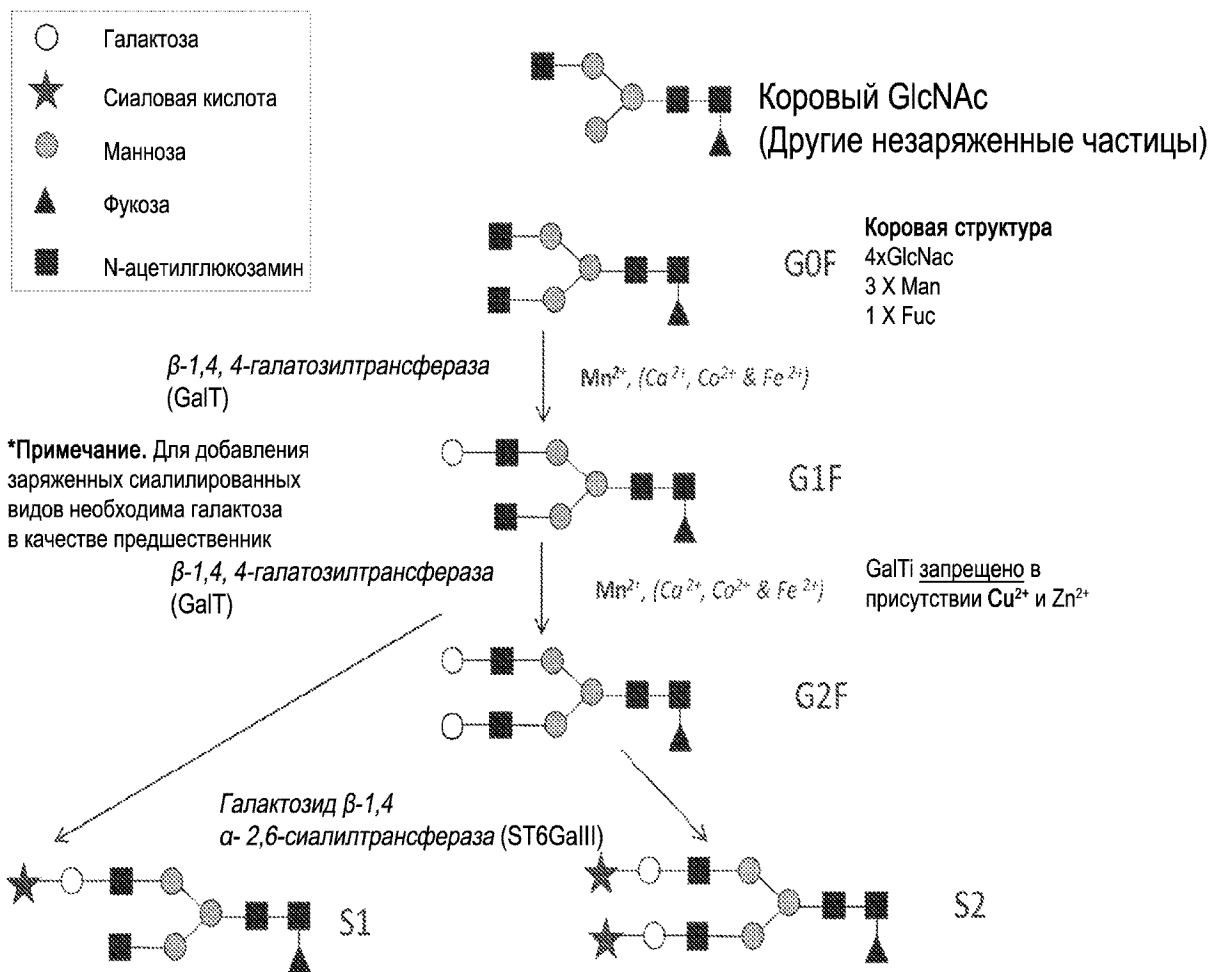 Галактоза
Сиаловая кислота
Манноза
Фукоза
N-ацетилглюкозамин
Коровый GlcNAc
(Другие незаряженные частицы)
G0F
Коровая структура
4xGlcNac
3 X Man
1 X Fuc
β-1,4, 4-галатозилтрансфераза
(GalT)
Mn²⁺, (Ca²⁺, Co²⁺ & Fe²⁺)
*Примечание. Для добавления
заряженных сиалилированных
видов необходима галактоза
в качестве предшественник
G1F
β-1,4, 4-галатозилтрансфераза
(GalT)
Mn²⁺, (Ca²⁺, Co²⁺ & Fe²⁺)
GalTi запрещено в
присутствии Cu²⁺ и Zn²⁺
G2F
Галактозид β-1,4
α- 2,6-сиалилтрансфераза (ST6GalII)
S1
S2